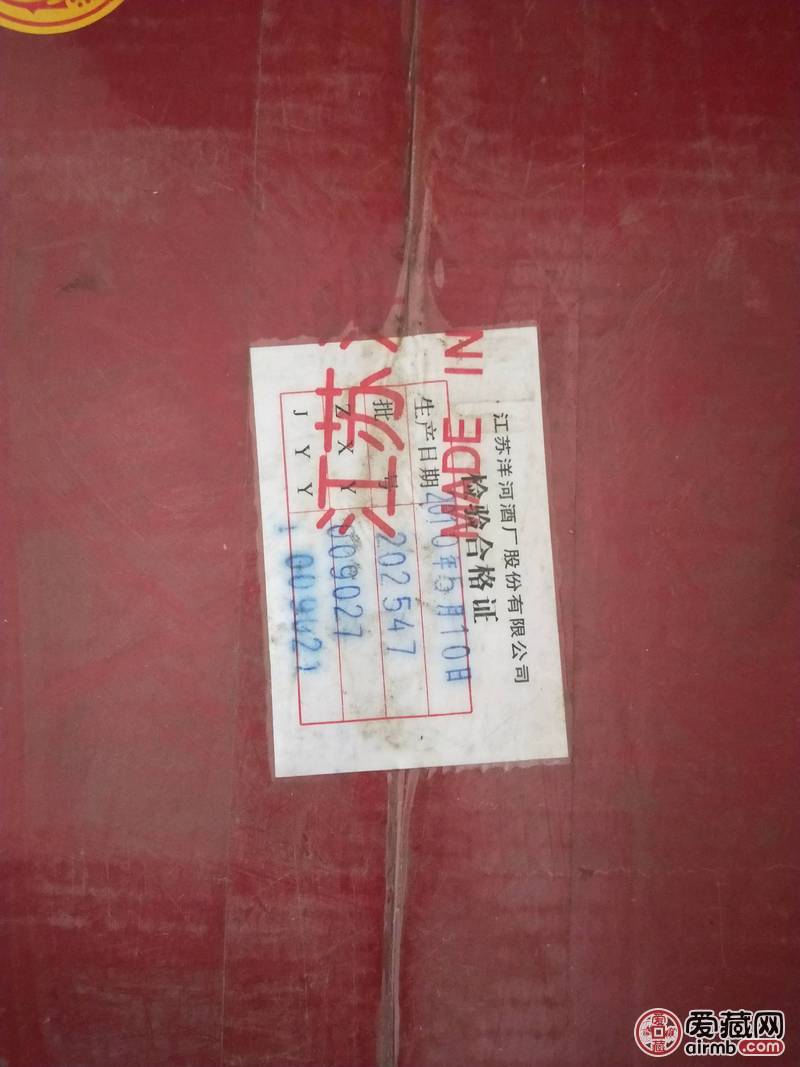 江苏洋河酒厂股份有限公司
检验合格证
生产日期 2010年5月10日
批号 202547
ZXY 009027
JYY 009021
江苏
MADE IN
爱藏网
airmb.com